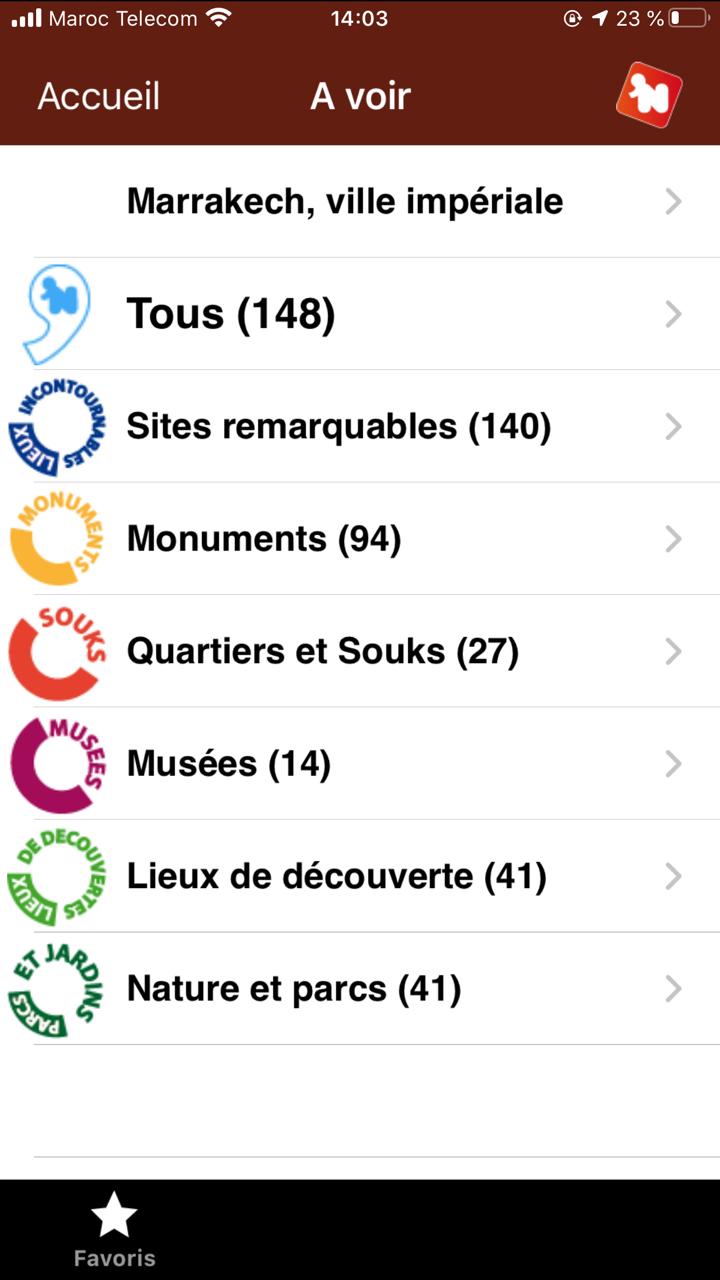 Maroc Telecom 14:03 23 %
Accueil A voir
Marrakech, ville impériale
Tous (148)
LIEUX INCONTOURNABLES
Sites remarquables (140)
MONUMENTS
Monuments (94)
SOUKS
Quartiers et Souks (27)
MUSEES
Musées (14)
LIEUX DE DECOUVERTES
Lieux de découverte (41)
PARCS ET JARDINS
Nature et parcs (41)
Favoris